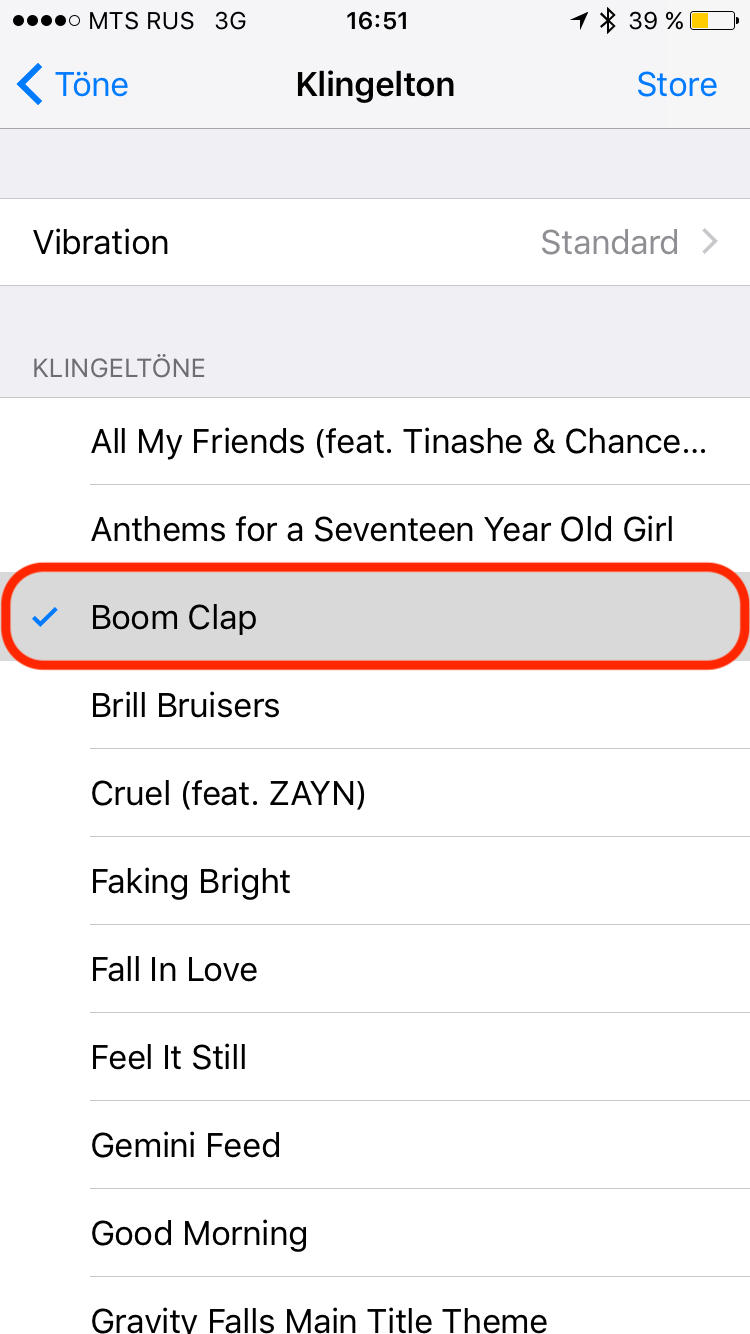 MTS RUS 3G 16:51 39 %
Töne Klingelton Store
Vibration Standard
KLINGELTÖNE
All My Friends (feat. Tinashe & Chance...
Anthems for a Seventeen Year Old Girl
Boom Clap
Brill Bruisers
Cruel (feat. ZAYN)
Faking Bright
Fall In Love
Feel It Still
Gemini Feed
Good Morning
Gravity Falls Main Title Theme